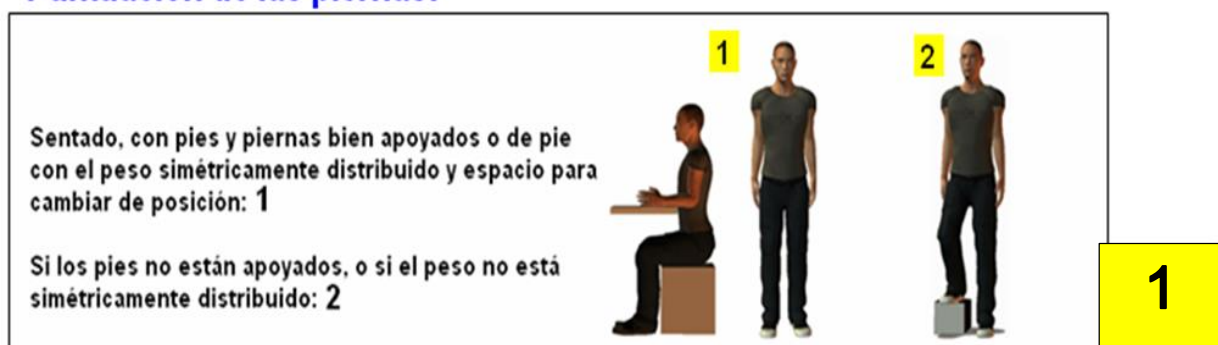 1
2
Sentado, con pies y piernas bien apoyados o de pie
con el peso simétricamente distribuido y espacio para
cambiar de posición: 1
Si los pies no están apoyados, o si el peso no está
simétricamente distribuido: 2
1